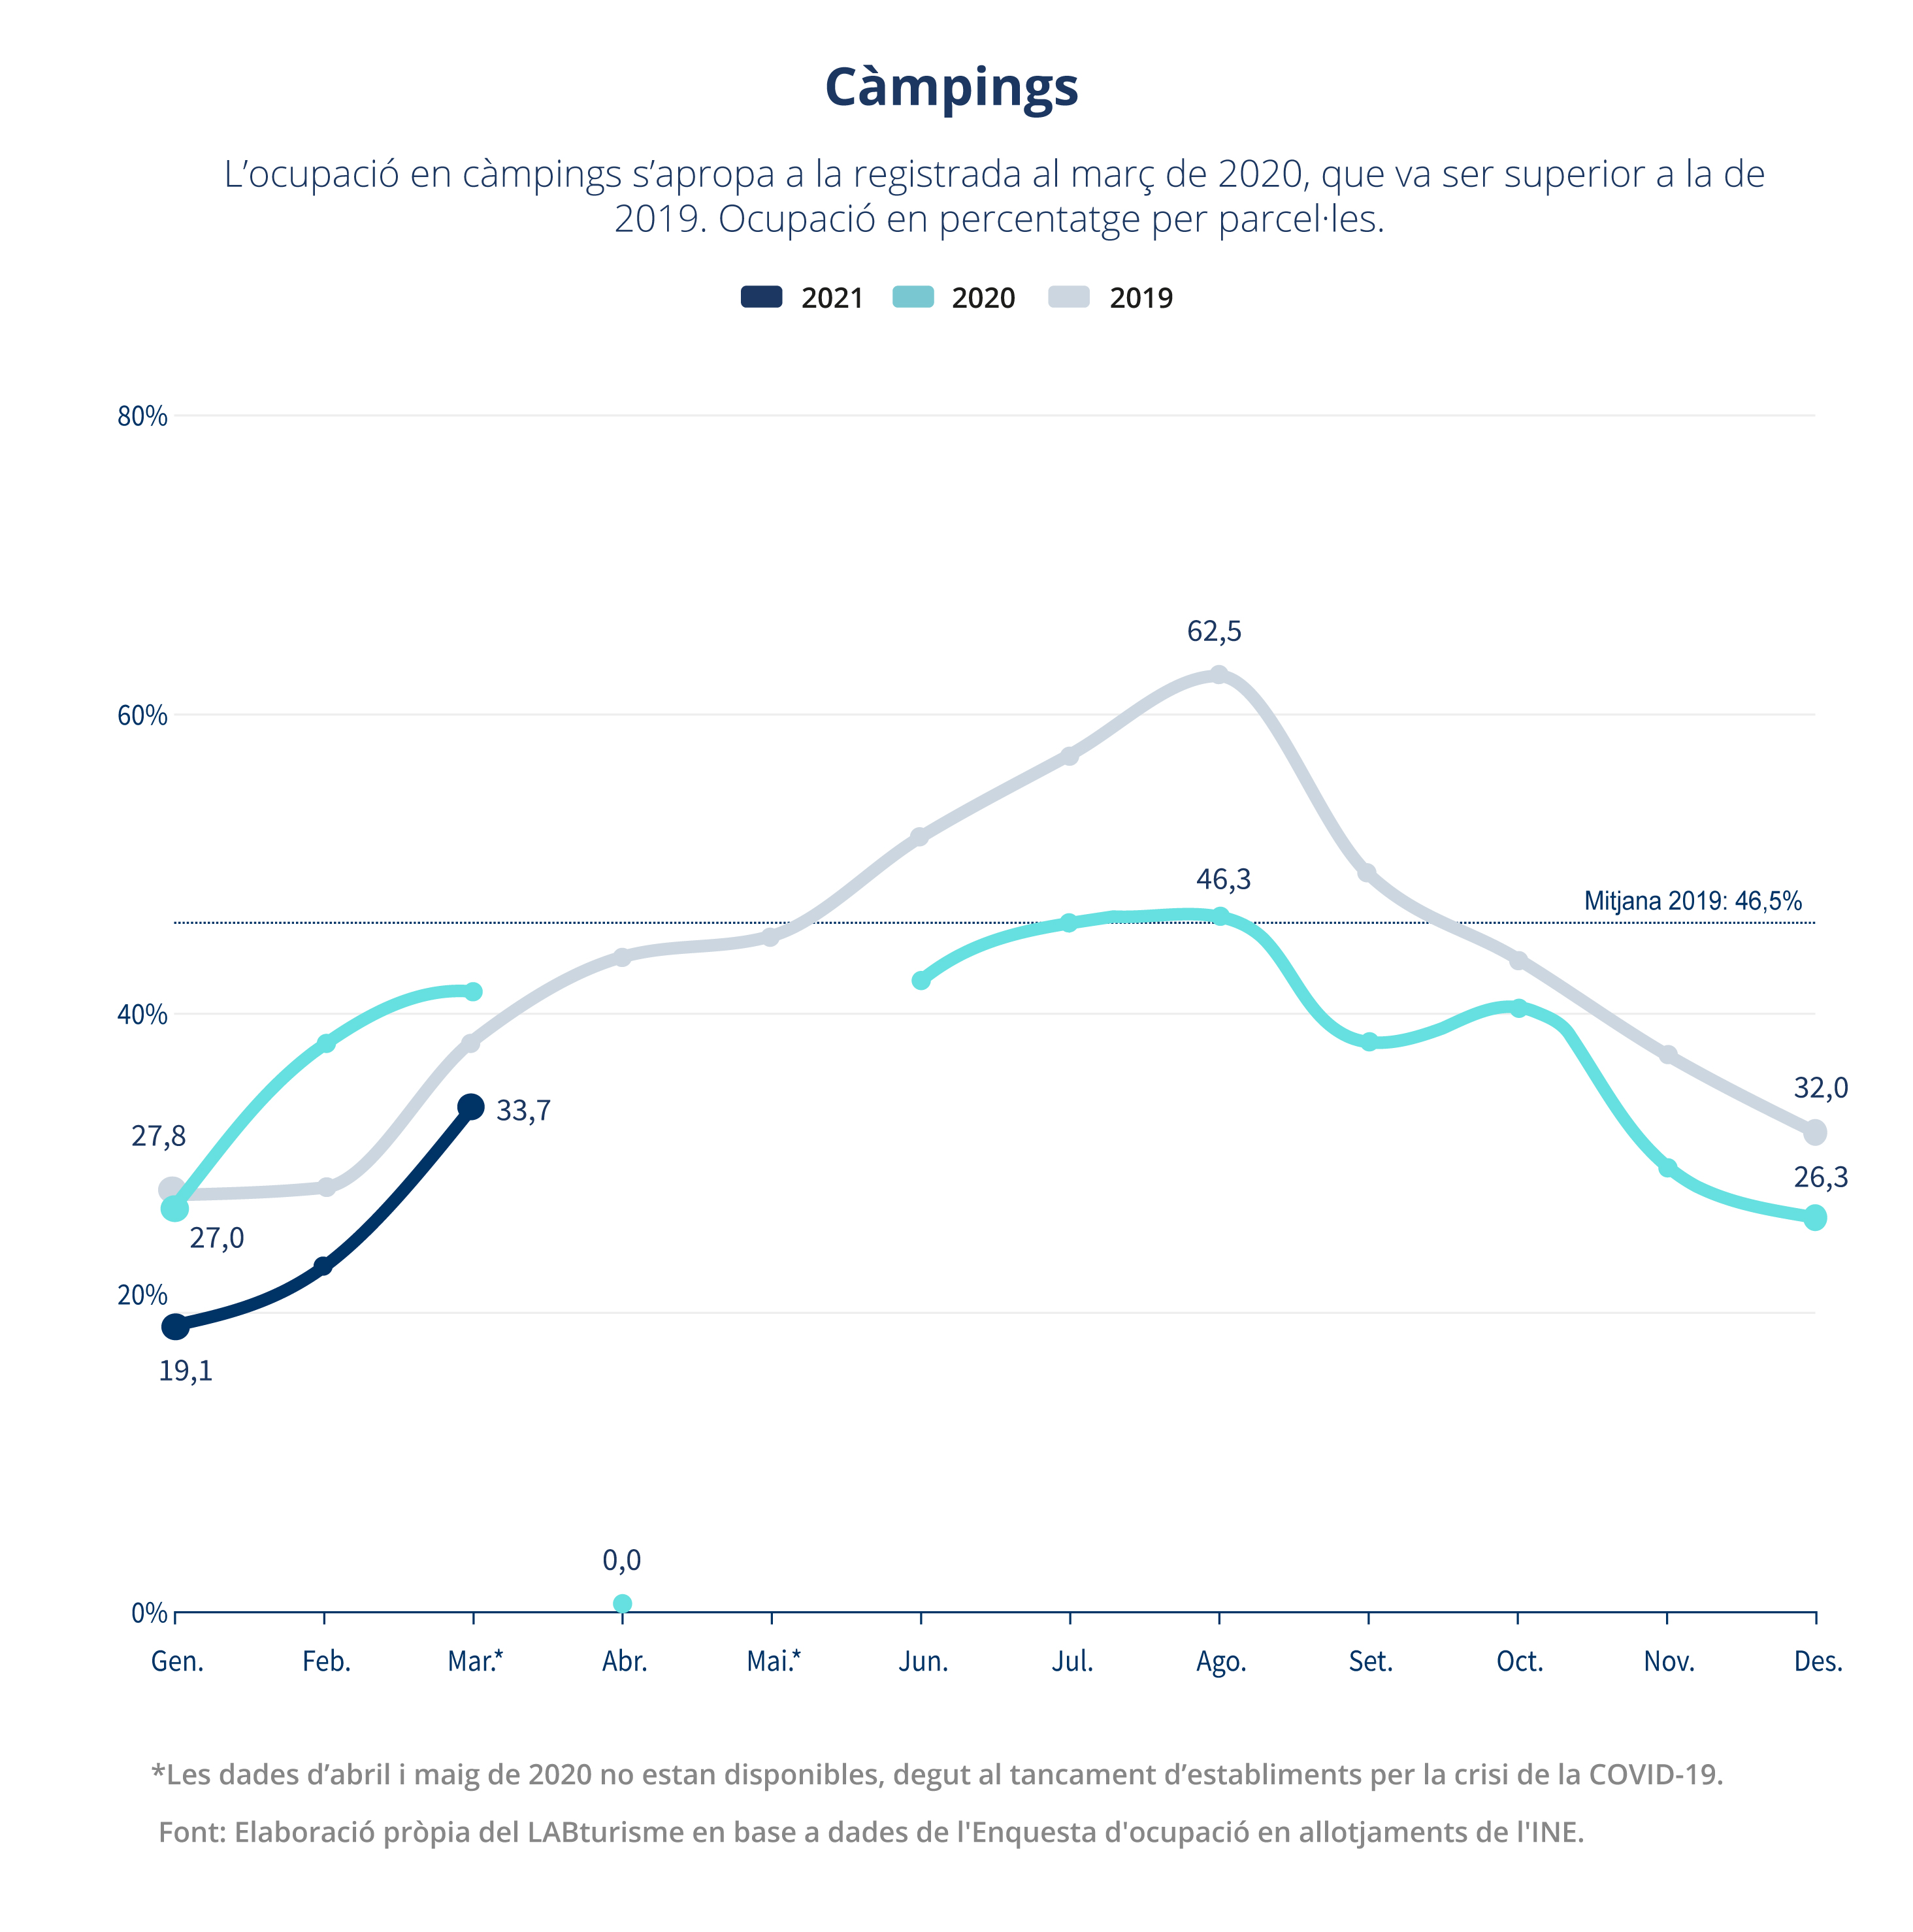 Càmpings
L’ocupació en càmpings s’apropa a la registrada al març de 2020, que va ser superior a la de
2019. Ocupació en percentatge per parcel·les.
2021 2020 2019
80%
62,5
60%
46,3
Mitjana 2019: 46,5%
40%
32,0
33,7
27,8
26,3
27,0
20%
19,1
0,0
0%
Gen. Feb. Mar.* Abr. Mai.* Jun. Jul. Ago. Set. Oct. Nov. Des.
*Les dades d’abril i maig de 2020 no estan disponibles, degut al tancament d’establiments per la crisi de la COVID-19.
Font: Elaboració pròpia del LABturisme en base a dades de l'Enquesta d'ocupació en allotjaments de l'INE.